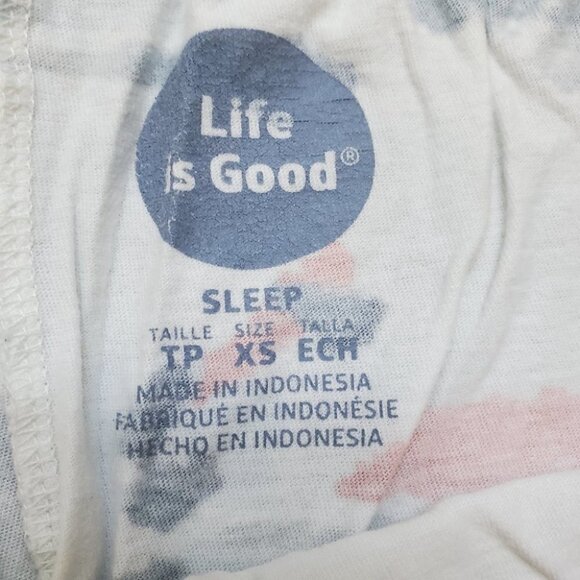 Life
is Good®
SLEEP
TAILLE SIZE TALLA
TP XS ECH
MADE IN INDONESIA
FABRIQUÉ EN INDONÉSIE
HECHO EN INDONESIA